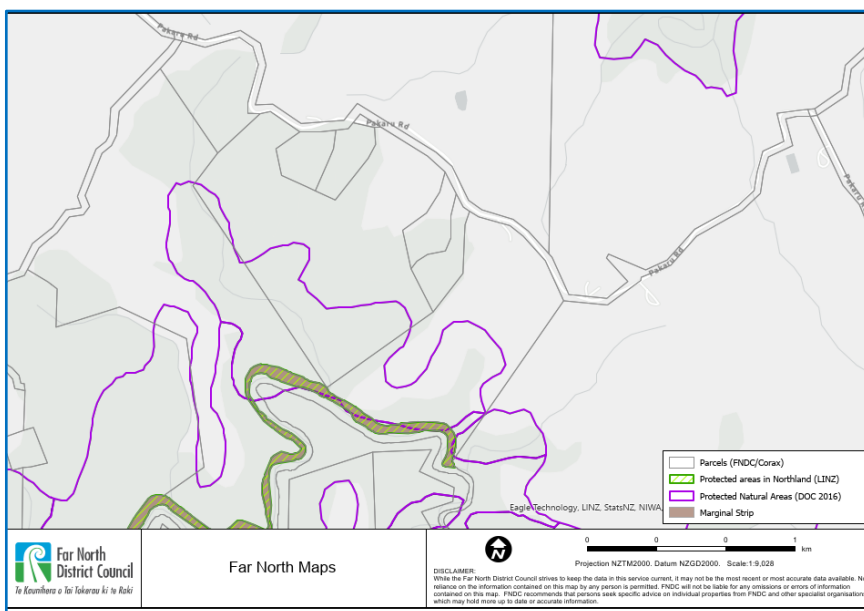 Pakaru Rd
Pakaru Rd
Pakaru Rd
Pakaru R
Parcels (FNDC/Corax)
Protected areas in Northland (LINZ)
Protected Natural Areas (DOC 2016)
Marginal Strip
Eagle Technology, LINZ, StatsNZ, NIWA,
Far North
District Council
Te Kaunihera o Tai Tokerau ki te Raki
Far North Maps
N
0 0 0 1
km
Projection NZTM2000. Datum NZGD2000. Scale:1:9,028
DISCLAIMER:
While the Far North District Council strives to keep the data in this service current, it may not be the most recent or most accurate data available. No
reliance on the information contained on this map by any person is permitted. FNDC will not be liable for any omissions or errors of information
contained on this map. FNDC recommends that persons seek specific advice on individual properties from FNDC and other specialist organisation
which may hold more up to date or accurate information.